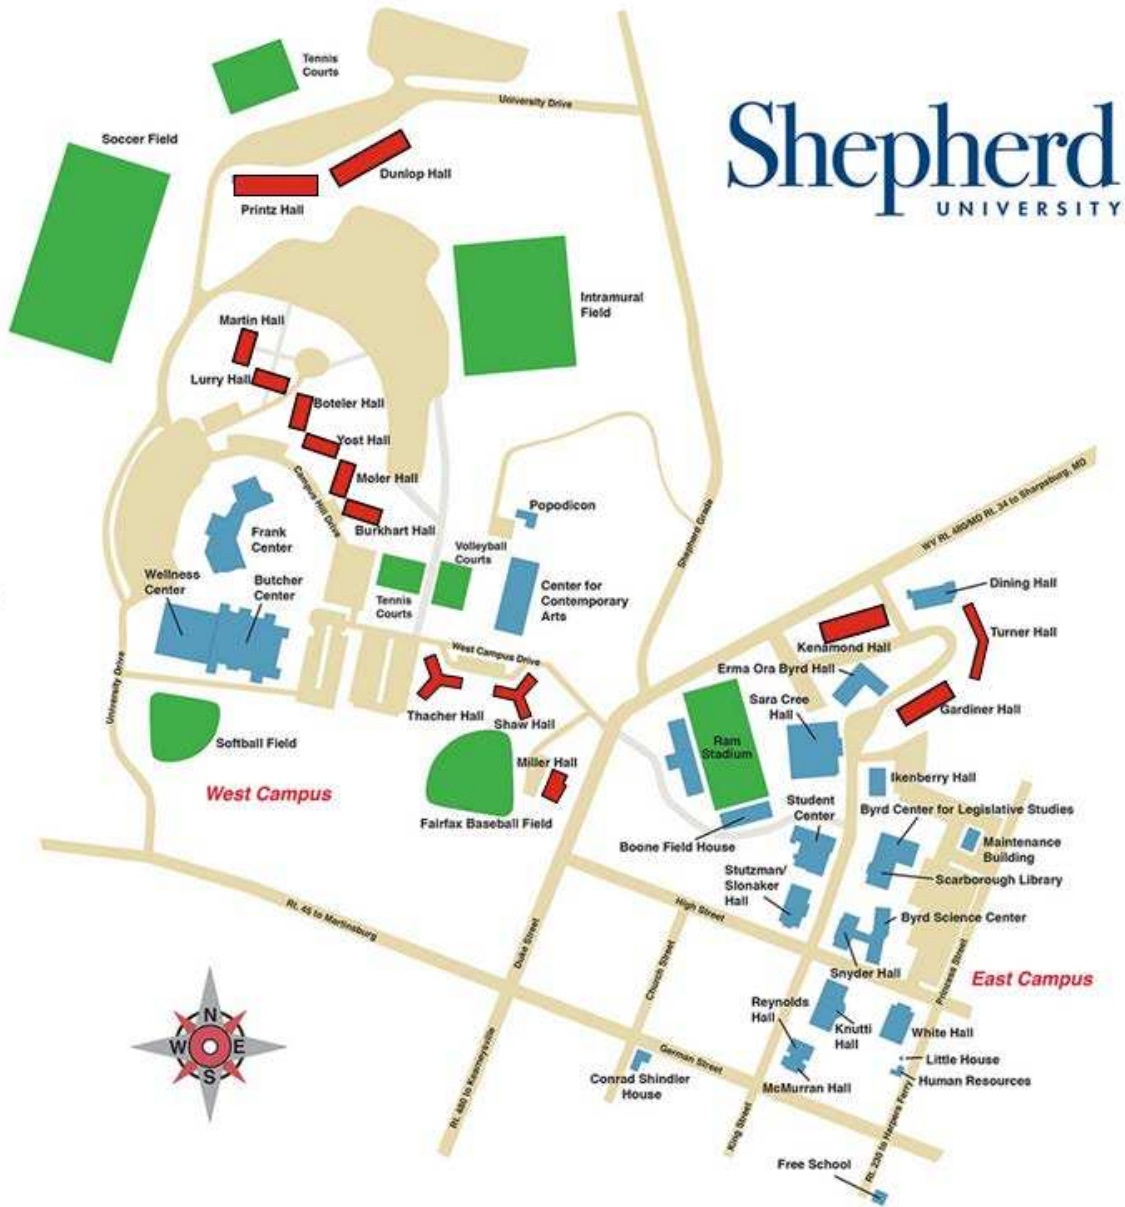 Tennis
Courts
University Drive
Shepherd
UNIVERSITY
Soccer Field
Dunlop Hall
Printz Hall
Intramural
Field
Martin Hall
Lurry Hall
Boteler Hall
Yost Hall
Moler Hall
Campus Hill Drive
Burkhart Hall
Popodicon
Shepherd Grade
WV Rt. 480/MD Rt. 34 to Sharpsburg, MD
Frank
Center
Volleyball
Courts
Wellness
Center
Butcher
Center
Tennis
Courts
Center for
Contemporary
Arts
Dining Hall
Turner Hall
Kenamond Hall
West Campus Drive
Erma Ora Byrd Hall
University Drive
Sara Cree
Hall
Gardiner Hall
Thacher Hall
Shaw Hall
Softball Field
Ram
Stadium
Miller Hall
Ikenberry Hall
West Campus
Student
Center
Byrd Center for Legislative Studies
Fairfax Baseball Field
Boone Field House
Maintenance
Building
Stutzman/
Slonaker
Hall
Scarborough Library
High Street
Rt. 45 to Martinsburg
Duke Street
Byrd Science Center
Church Street
Snyder Hall
Princess Street
East Campus
N
W E
S
Reynolds
Hall
Knutti
Hall
White Hall
German Street
Little House
Rt. 480 to Kearneysville
Conrad Shindler
House
McMurran Hall
Human Resources
King Street
Rt. 230 to Harpers Ferry
Free School